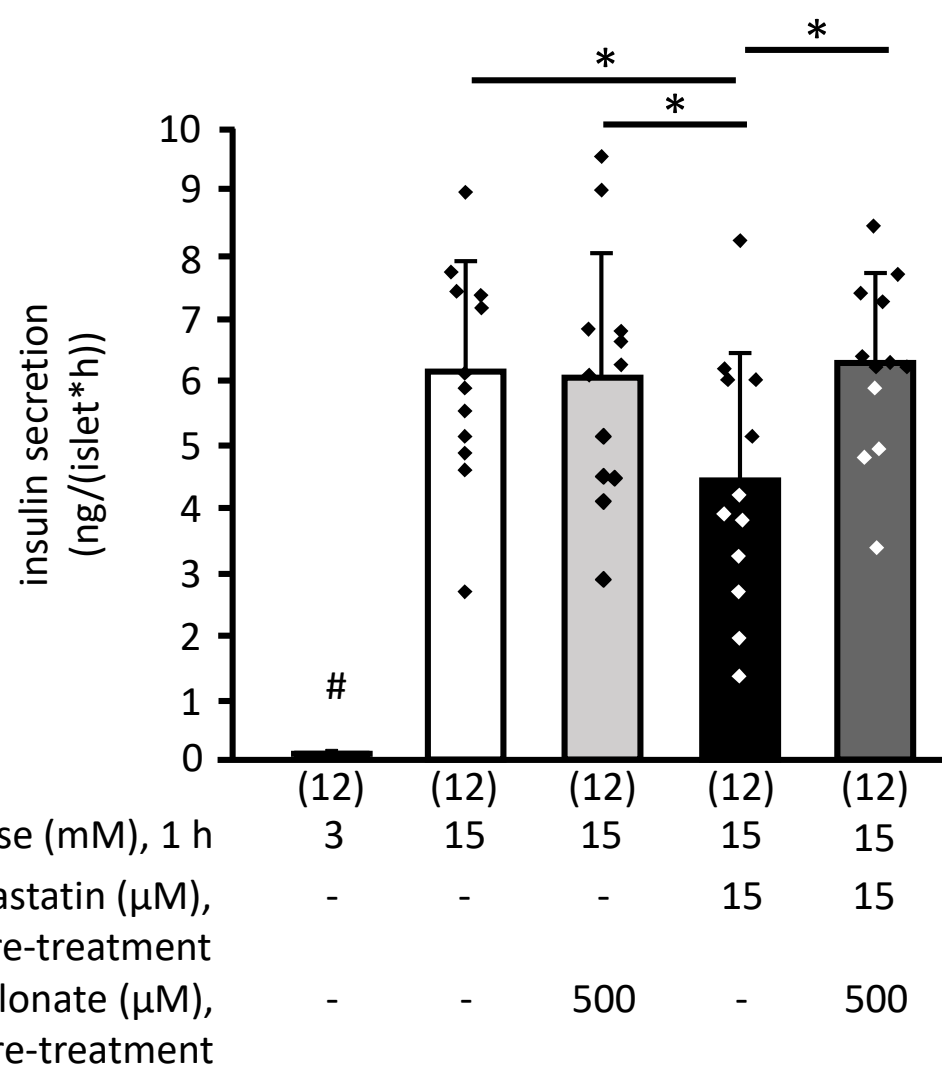 *
*
*
10
9
8
7
6
5
4
3
2
1
0
insulin secretion
(ng/(islet*h))
#
(12) (12) (12) (12) (12)
se (mM), 1 h 3 15 15 15 15
astatin (µM), - - - 15 15
re-treatment
lonate (µM), - - 500 - 500
re-treatment